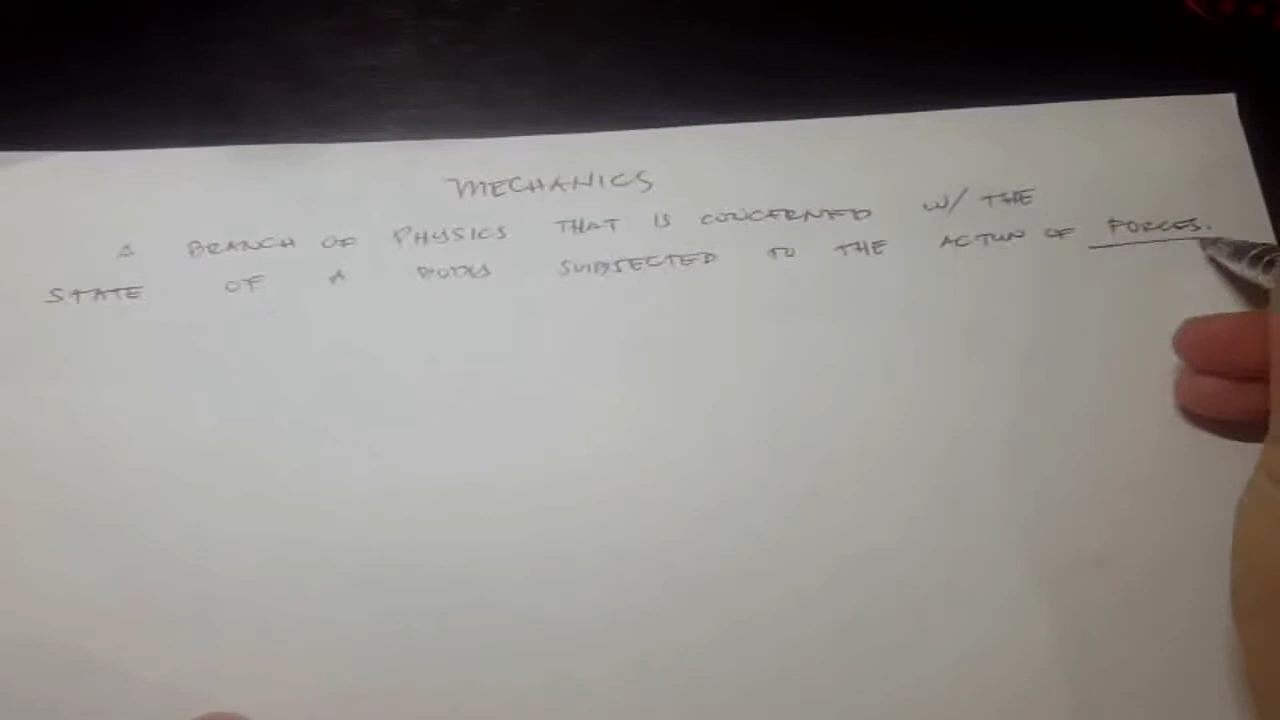 MECHANICS
A BRANCH OF PHYSICS THAT IS CONCERNED W/ THE
STATE OF A BODY SUBJECTED TO THE ACTION OF FORCES.